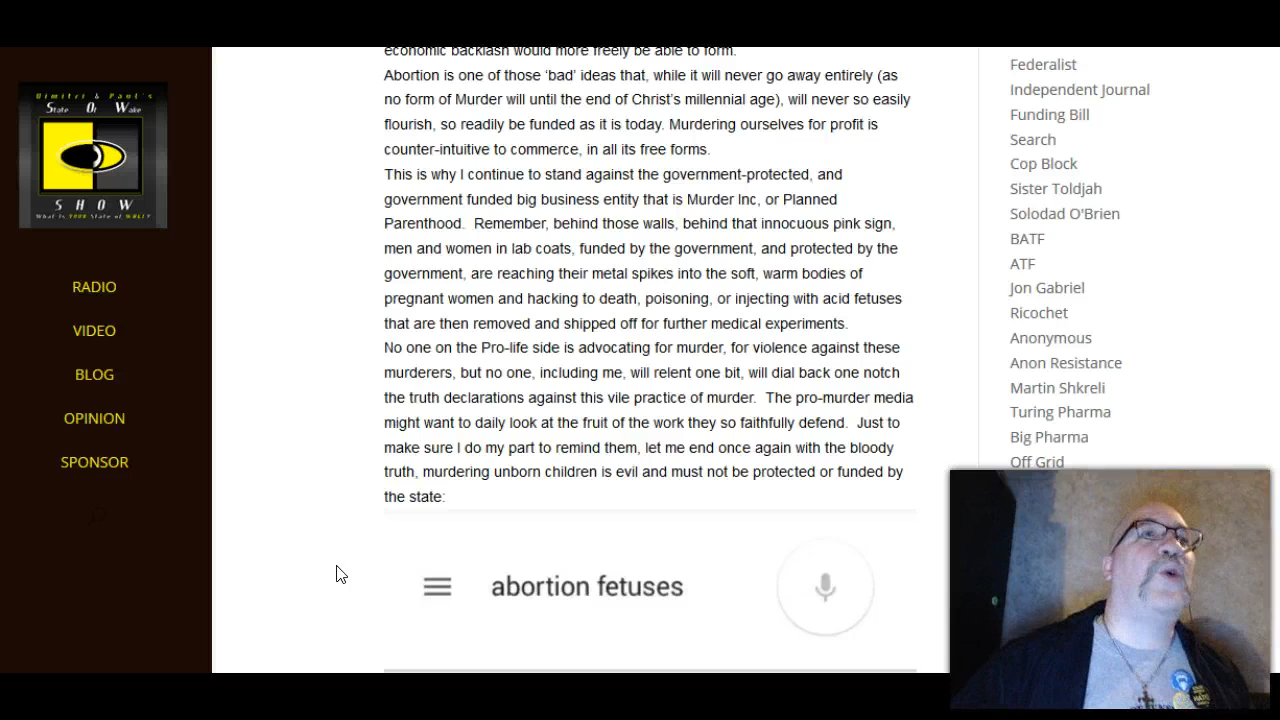 Dimitri & Paul's
State Of Wake
SHOW
What Is YOUR State of WAKE?
RADIO
VIDEO
BLOG
OPINION
SPONSOR
economic backlash would more freely be able to form.
Abortion is one of those ‘bad’ ideas that, while it will never go away entirely (as
no form of Murder will until the end of Christ’s millennial age), will never so easily
flourish, so readily be funded as it is today. Murdering ourselves for profit is
counter-intuitive to commerce, in all its free forms.
This is why I continue to stand against the government-protected, and
government funded big business entity that is Murder Inc, or Planned
Parenthood.  Remember, behind those walls, behind that innocuous pink sign,
men and women in lab coats, funded by the government, and protected by the
government, are reaching their metal spikes into the soft, warm bodies of
pregnant women and hacking to death, poisoning, or injecting with acid fetuses
that are then removed and shipped off for further medical experiments.
No one on the Pro-life side is advocating for murder, for violence against these
murderers, but no one, including me, will relent one bit, will dial back one notch
the truth declarations against this vile practice of murder.  The pro-murder media
might want to daily look at the fruit of the work they so faithfully defend.  Just to
make sure I do my part to remind them, let me end once again with the bloody
truth, murdering unborn children is evil and must not be protected or funded by
the state:
abortion fetuses
Federalist
Independent Journal
Funding Bill
Search
Cop Block
Sister Toldjah
Solodad O'Brien
BATF
ATF
Jon Gabriel
Ricochet
Anonymous
Anon Resistance
Martin Shkreli
Turing Pharma
Big Pharma
Off Grid